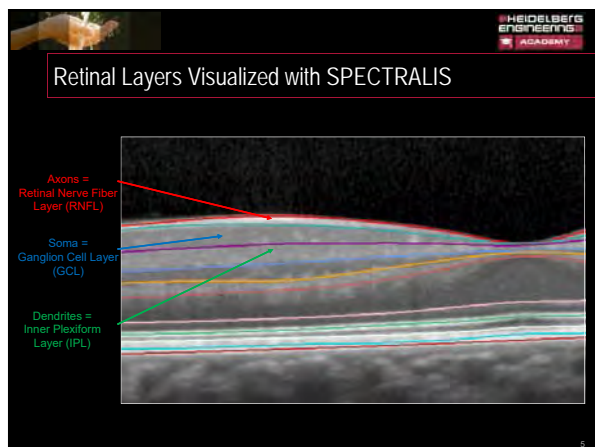 HEIDELBERG
ENGINEERING
ACADEMY
Retinal Layers Visualized with SPECTRALIS
Axons =
Retinal Nerve Fiber
Layer (RNFL)
Soma =
Ganglion Cell Layer
(GCL)
Dendrites =
Inner Plexiform
Layer (IPL)
5